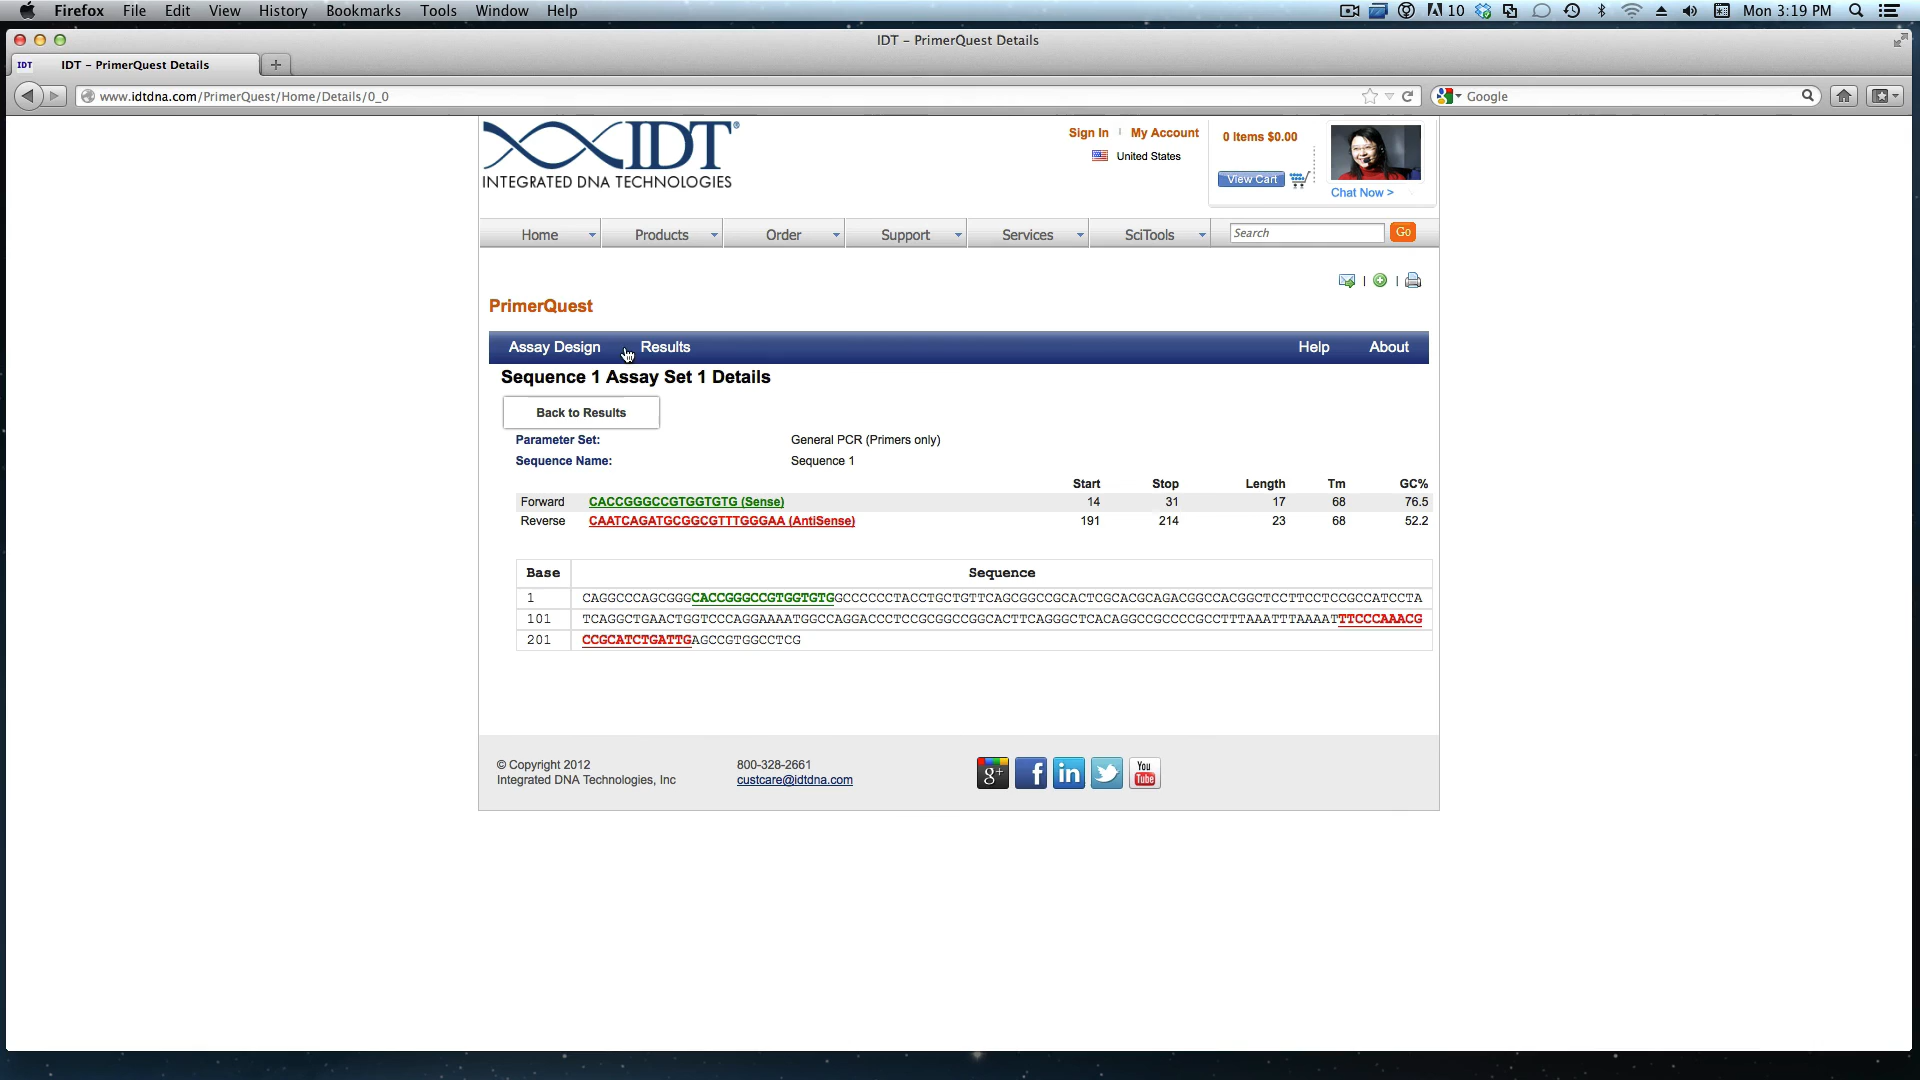 Firefox File Edit View History Bookmarks Tools Window Help 10 Mon 3:19 PM
IDT – PrimerQuest Details
IDT IDT – PrimerQuest Details
www.idtdna.com/PrimerQuest/Home/Details/0_0 Google
IDT®
INTEGRATED DNA TECHNOLOGIES
Sign In My Account
United States
0 Items $0.00
View Cart
Chat Now >
Home Products Order Support Services SciTools Search Go
PrimerQuest
Assay Design Results Help About
Sequence 1 Assay Set 1 Details
Back to Results
Parameter Set: General PCR (Primers only)
Sequence Name: Sequence 1
Start Stop Length Tm GC%
Forward CACCGGGCCGTGGTGTG (Sense) 14 31 17 68 76.5
Reverse CAATCAGATGCGGCGTTTGGGAA (AntiSense) 191 214 23 68 52.2
Base Sequence
1 CAGGCCCAGCGGGCACCGGGCCGTGGTGTGGCCCCCCTACCTGCTGTTCAGCGGCCGCACTCGCACGCAGACGGCCACGGCTCCTTCCTCCGCCATCCTA
101 TCAGGCTGAACTGGTCCCAGGAAAATGGCCAGGACCCTCCGCGGCCGGCACTTCAGGGCTCACAGGCCGCCCCGCCTTTAAATTTAAAATTTCCCAAACG
201 CCGCATCTGATTGAGCCGTGGCCTCG
© Copyright 2012
Integrated DNA Technologies, Inc
800-328-2661
custcare@idtdna.com
g+ f in You Tube